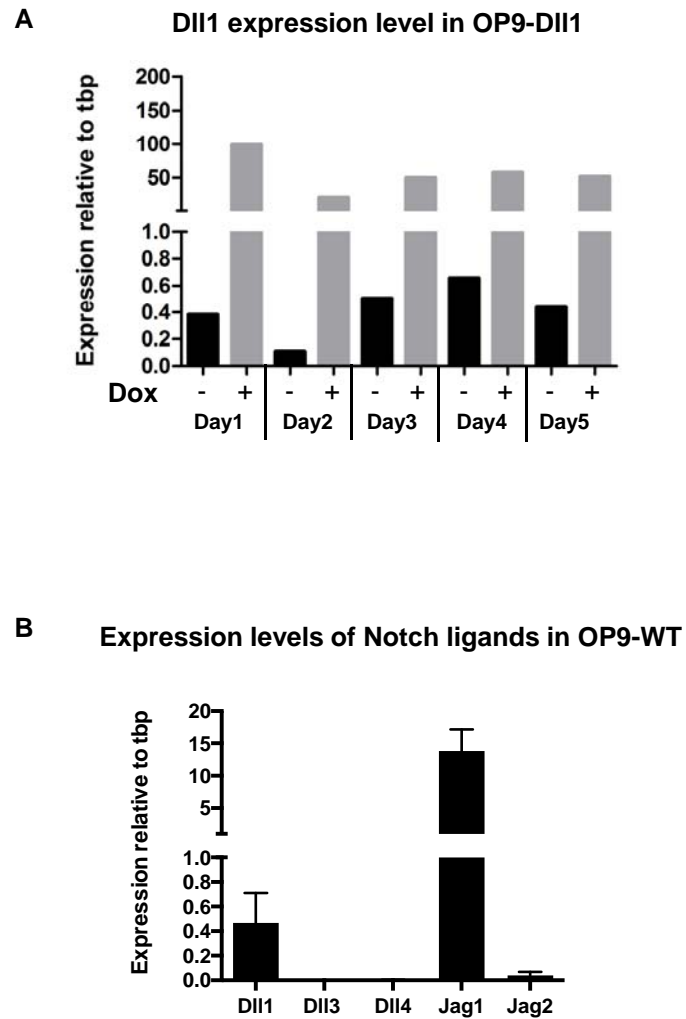 A
Dll1 expression level in OP9-Dll1
Expression relative to tbp
200
150
100
50
1.0
0.8
0.6
0.4
0.2
0.0
Dox - + - + - + - + - +
Day1 Day2 Day3 Day4 Day5
B
Expression levels of Notch ligands in OP9-WT
Expression relative to tbp
20
15
10
5
1.0
0.8
0.6
0.4
0.2
0.0
Dll1 Dll3 Dll4 Jag1 Jag2